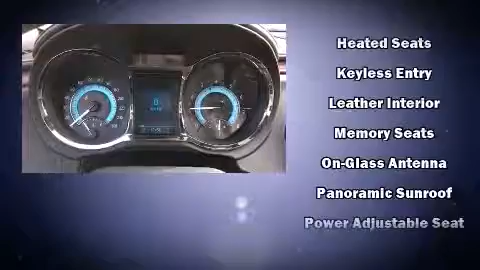 Heated Seats
Keyless Entry
Leather Interior
Memory Seats
On-Glass Antenna
Panoramic Sunroof
Power Adjustable Seat